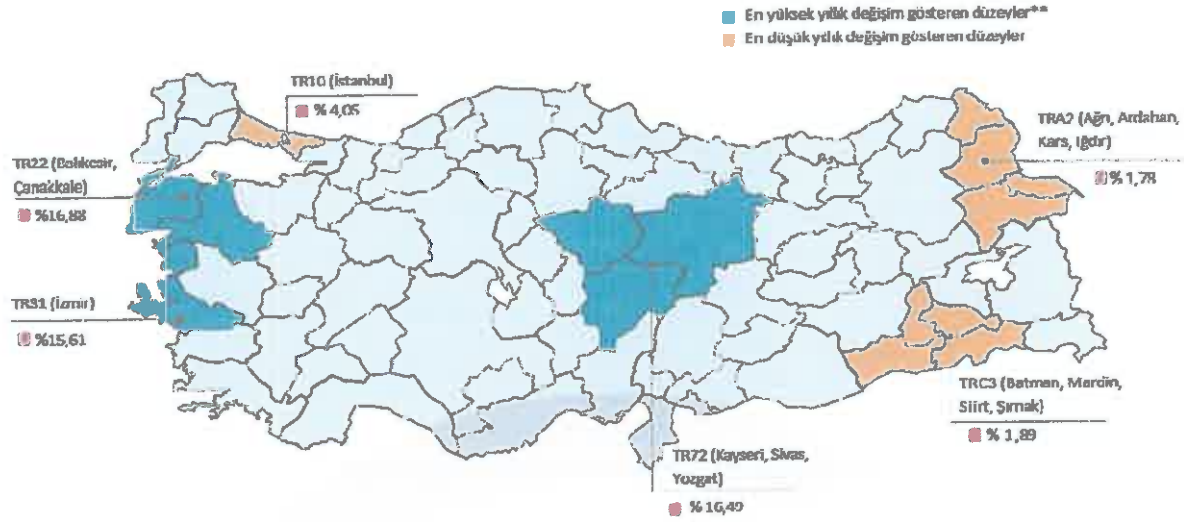 En yüksek yıllık değişim gösteren düzeyler**
En düşük yıllık değişim gösteren düzeyler
TR10 (İstanbul)
% 4,05
TRA2 (Ağrı, Ardahan,
Kars, Iğdır)
% 1,78
TR22 (Balıkesir,
Çanakkale)
%16,88
TR31 (İzmir)
%15,61
TRC3 (Batman, Mardin,
Siirt, Şırnak)
% 1,89
TR72 (Kayseri, Sivas,
Yozgat)
% 16,49